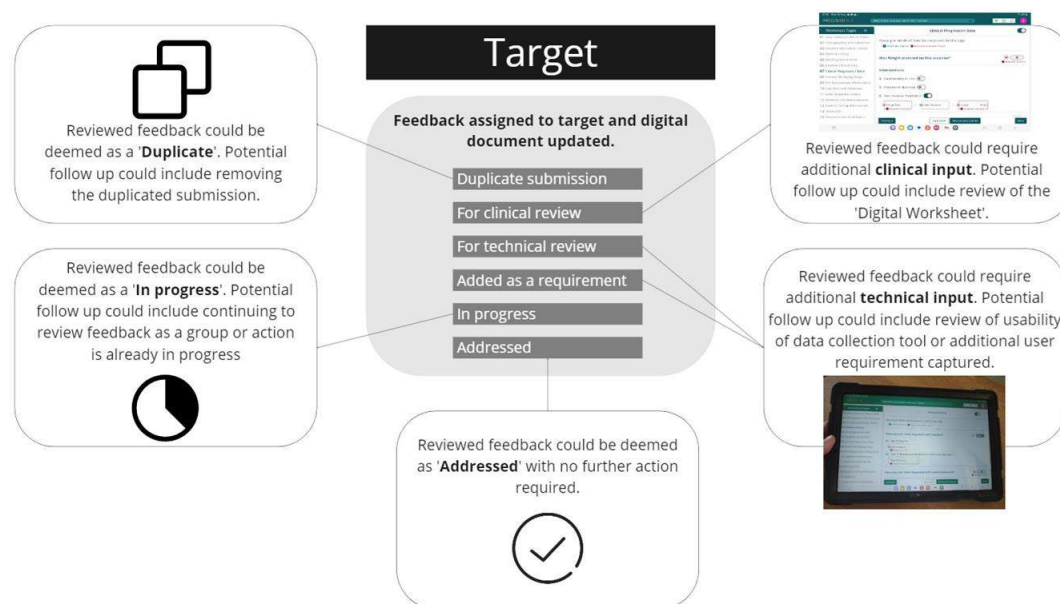 Target
Feedback assigned to target and digital
document updated.
Duplicate submission
For clinical review
For technical review
Added as a requirement
In progress
Addressed
Reviewed feedback could be
deemed as a 'Duplicate'. Potential
follow up could include removing
the duplicated submission.
Reviewed feedback could be
deemed as a 'In progress'. Potential
follow up could include continuing to
review feedback as a group or action
is already in progress
Reviewed feedback could be deemed
as 'Addressed' with no further action
required.
Clinical Progression Data
Reviewed feedback could require
additional clinical input. Potential
follow up could include review of the
'Digital Worksheet'.
Reviewed feedback could require
additional technical input. Potential
follow up could include review of usability
of data collection tool or additional user
requirement captured.